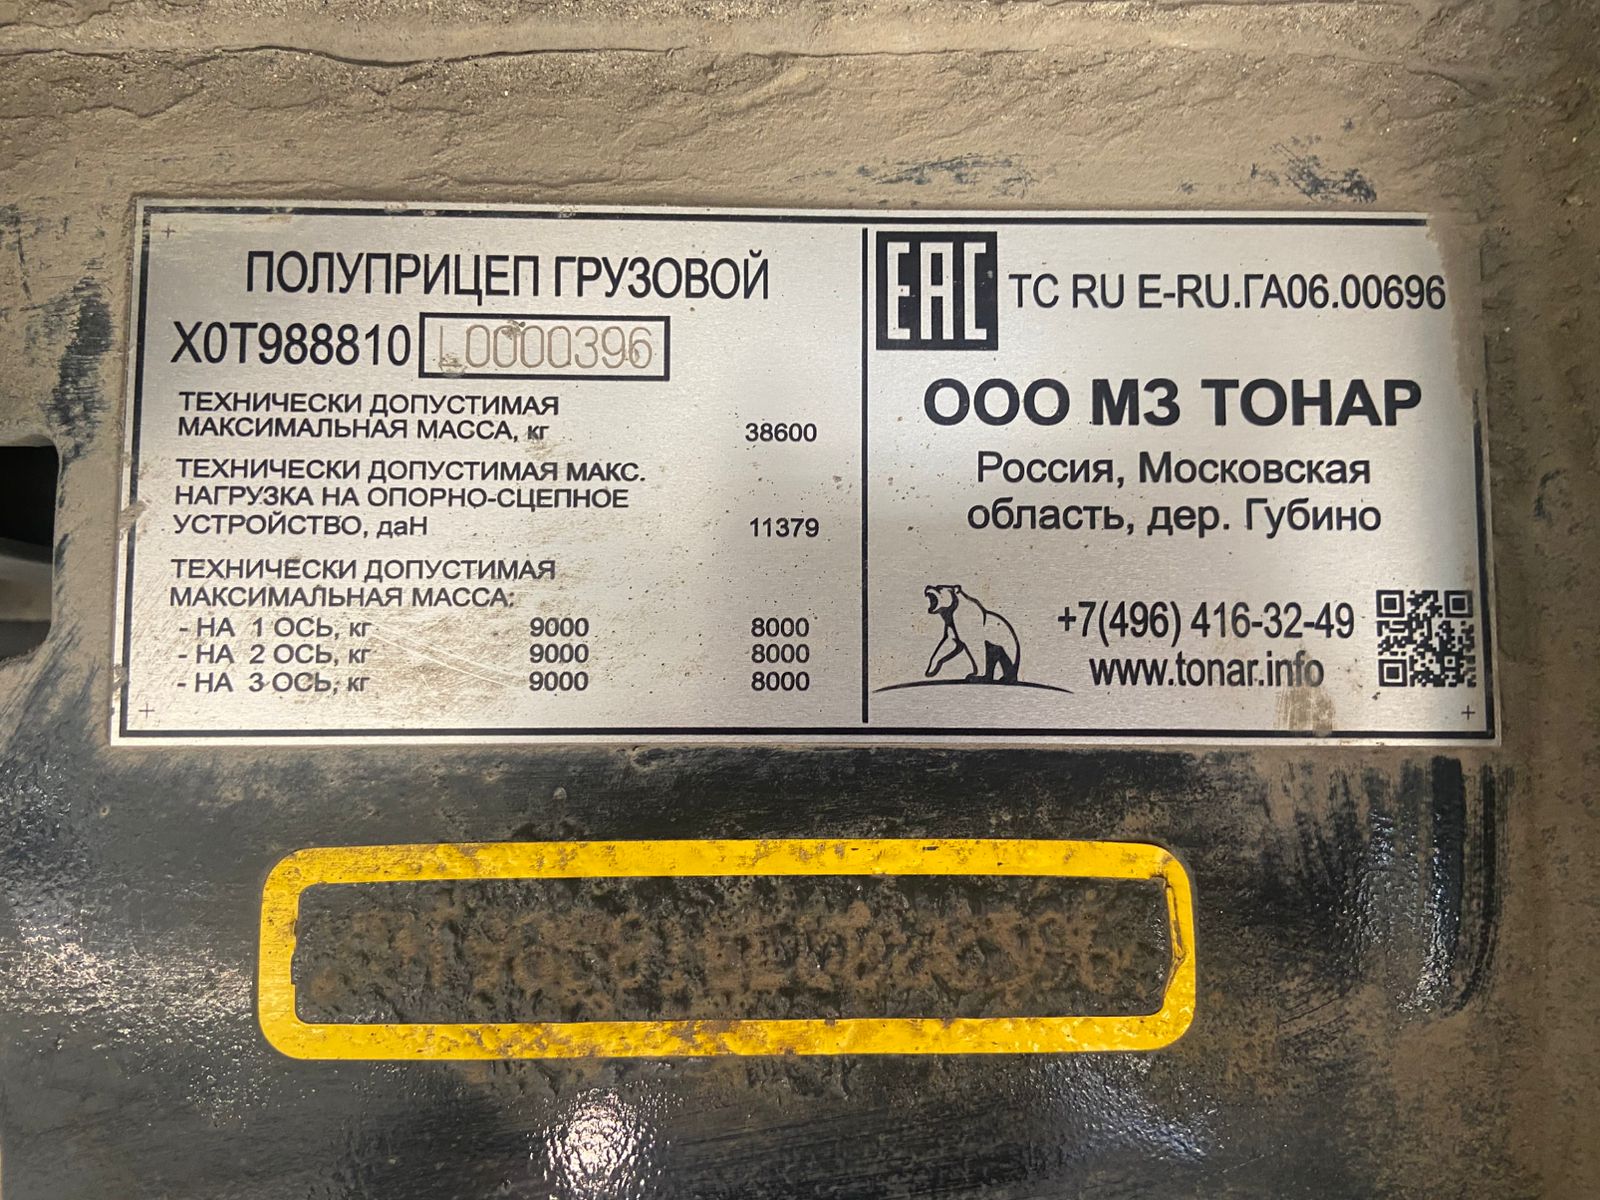 ПОЛУПРИЦЕП ГРУЗОВОЙ
X0T988810 L0000396
ТЕХНИЧЕСКИ ДОПУСТИМАЯ
МАКСИМАЛЬНАЯ МАССА, кг 38600
ТЕХНИЧЕСКИ ДОПУСТИМАЯ МАКС.
НАГРУЗКА НА ОПОРНО-СЦЕПНОЕ
УСТРОЙСТВО, даН 11379
ТЕХНИЧЕСКИ ДОПУСТИМАЯ
МАКСИМАЛЬНАЯ МАССА:
- НА 1 ОСЬ, кг 9000 8000
- НА 2 ОСЬ, кг 9000 8000
- НА 3 ОСЬ, кг 9000 8000
EAC ТС RU E-RU.ГА06.00696
ООО МЗ ТОНАР
Россия, Московская
область, дер. Губино
+7(496) 416-32-49
www.tonar.info